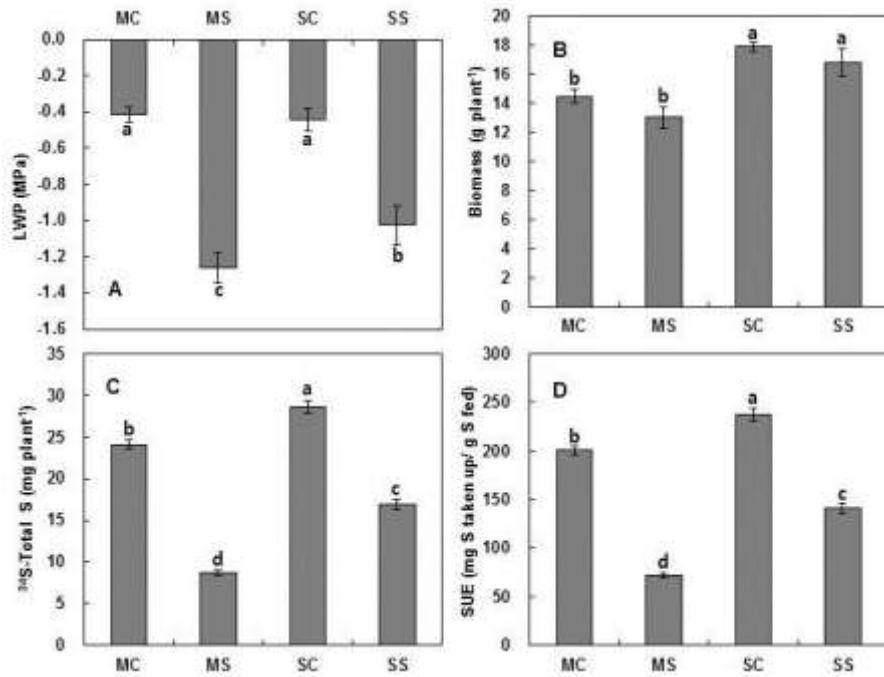 MC MS SC SS
0.0
-0.2
-0.4
-0.6
-0.8
-1.0
-1.2
-1.4
-1.6
LWP (MPa)
a
c
a
b
A
20
18
16
14
12
10
8
6
4
2
0
Biomass (g plant⁻¹)
B
b
b
a
a
MC MS SC SS
35
30
25
20
15
10
5
0
³⁴S-Total S (mg plant⁻¹)
C
b
d
a
c
MC MS SC SS
300
250
200
150
100
50
0
SUE (mg S taken up/ g S fed)
D
b
d
a
c
MC MS SC SS